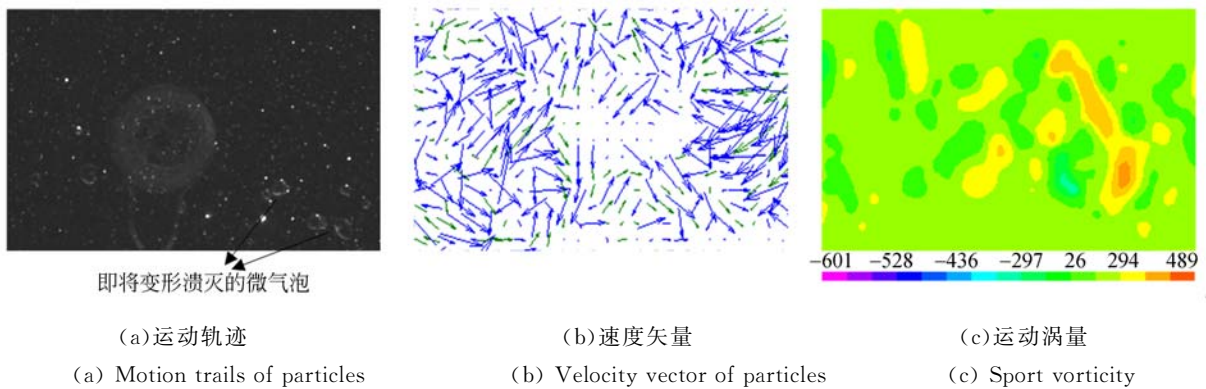 即将变形溃灭的微气泡
−601 −528 −436 −297 26 294 489
(a)运动轨迹 (b)速度矢量 (c)运动涡量
(a) Motion trails of particles (b) Velocity vector of particles (c) Sport vorticity